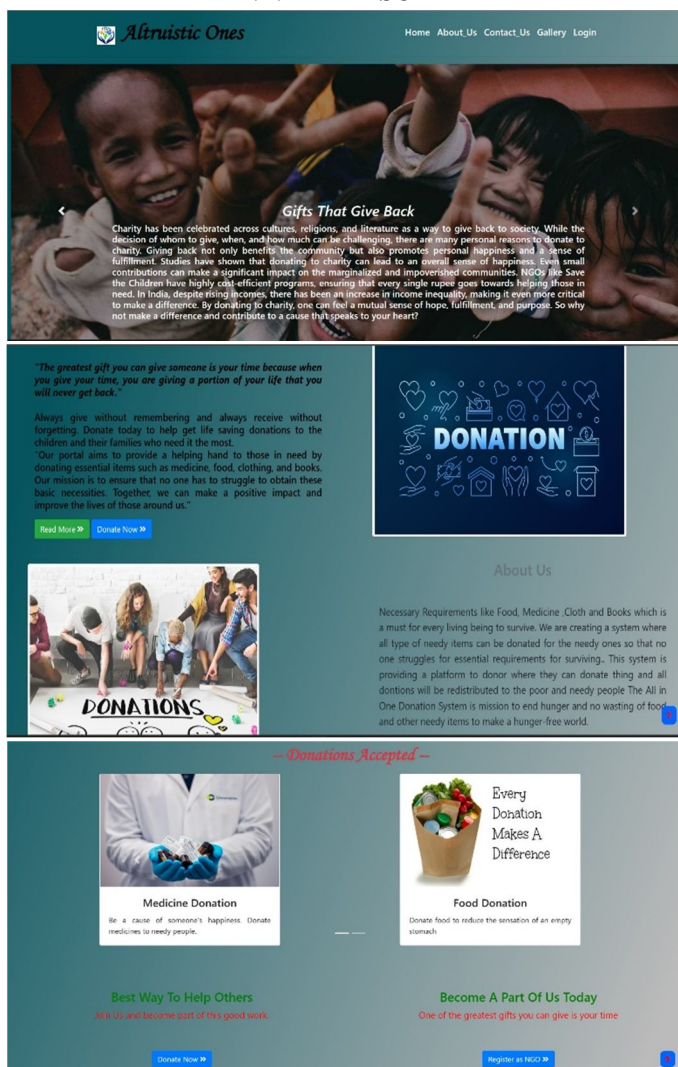 Altruistic Ones
Home About_Us Contact_Us Gallery Login
Gifts That Give Back
Charity has been celebrated across cultures, religions, and literature as a way to give back to society. While the
decision of whom to give, when, and how much can be challenging, there are many personal reasons to donate to
charity. Giving back not only benefits the community but also promotes personal happiness and a sense of
fulfillment. Studies have shown that donating to charity can lead to an overall sense of happiness. Even small
contributions can make a significant impact on the marginalized and impoverished communities. NGOs like Save
the Children have highly cost-efficient programs, ensuring that every single rupee goes towards helping those in
need. In India, despite rising incomes, there has been an increase in income inequality, making it even more critical
to make a difference. By donating to charity, one can feel a mutual sense of hope, fulfillment, and purpose. So why
not make a difference and contribute to a cause that speaks to your heart?
"The greatest gift you can give someone is your time because when
you give your time, you are giving a portion of your life that you
will never get back."
Always give without remembering and always receive without
forgetting. Donate today to help get life saving donations to the
children and their families who need it the most.
"Our portal aims to provide a helping hand to those in need by
donating essential items such as medicine, food, clothing, and books.
Our mission is to ensure that no one has to struggle to obtain these
basic necessities. Together, we can make a positive impact and
improve the lives of those around us."
Read More » Donate Now »
DONATION
DONATIONS
About Us
Necessary Requirements like Food, Medicine ,Cloth and Books which is
a must for every living being to survive. We are creating a system where
all type of needy items can be donated for the needy ones so that no
one struggles for essential requirements for surviving.. This system is
providing a platform to donor where they can donate thing and all
dontions will be redistributed to the poor and needy people The All in
One Donation System is mission to end hunger and no wasting of food
and other needy items to make a hunger-free world.
-- Donations Accepted --
Medicine Donation
Be a cause of someone's happiness. Donate
medicines to needy people.
Every
Donation
Makes A
Difference
Food Donation
Donate food to reduce the sensation of an empty
stomach
Best Way To Help Others
Join Us and become part of this good work.
Donate Now »
Become A Part Of Us Today
One of the greatest gifts you can give is your time
Register as NGO »